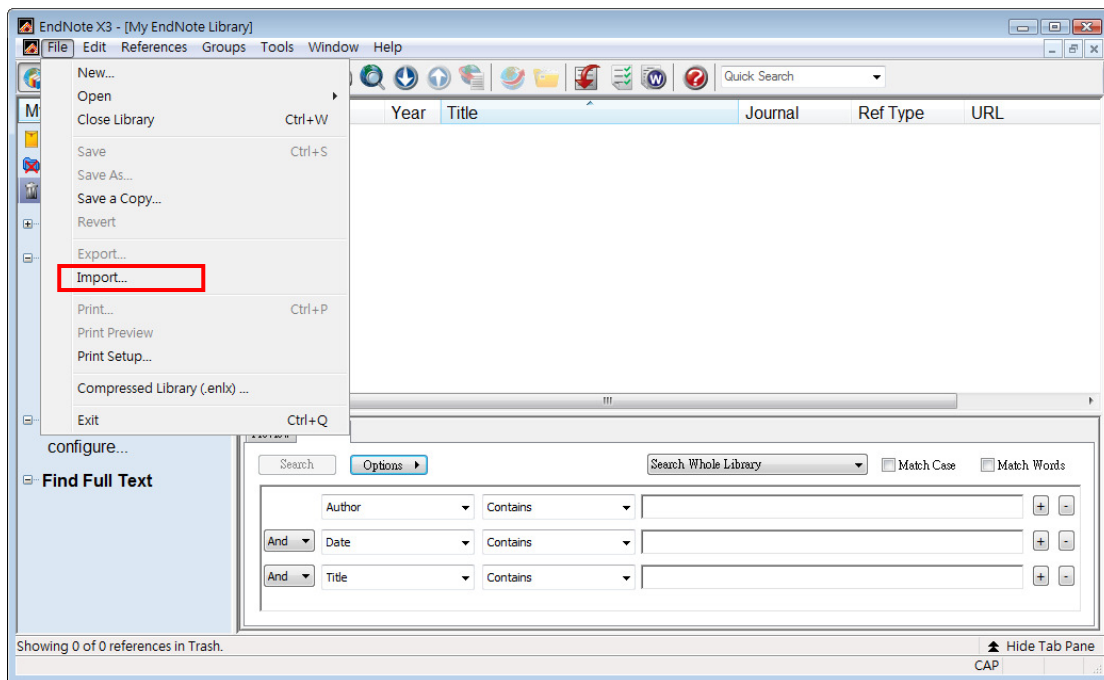 EndNote X3 - [My EndNote Library]
File Edit References Groups Tools Window Help
Quick Search
New...
Open
Close Library Ctrl+W
Save Ctrl+S
Save As...
Save a Copy...
Revert
Export...
Import...
Print... Ctrl+P
Print Preview
Print Setup...
Compressed Library (.enlx) ...
Exit Ctrl+Q
Year Title Journal Ref Type URL
configure...
Find Full Text
Search Options Search Whole Library Match Case Match Words
Author Contains + -
And Date Contains + -
And Title Contains + -
Showing 0 of 0 references in Trash. Hide Tab Pane
CAP